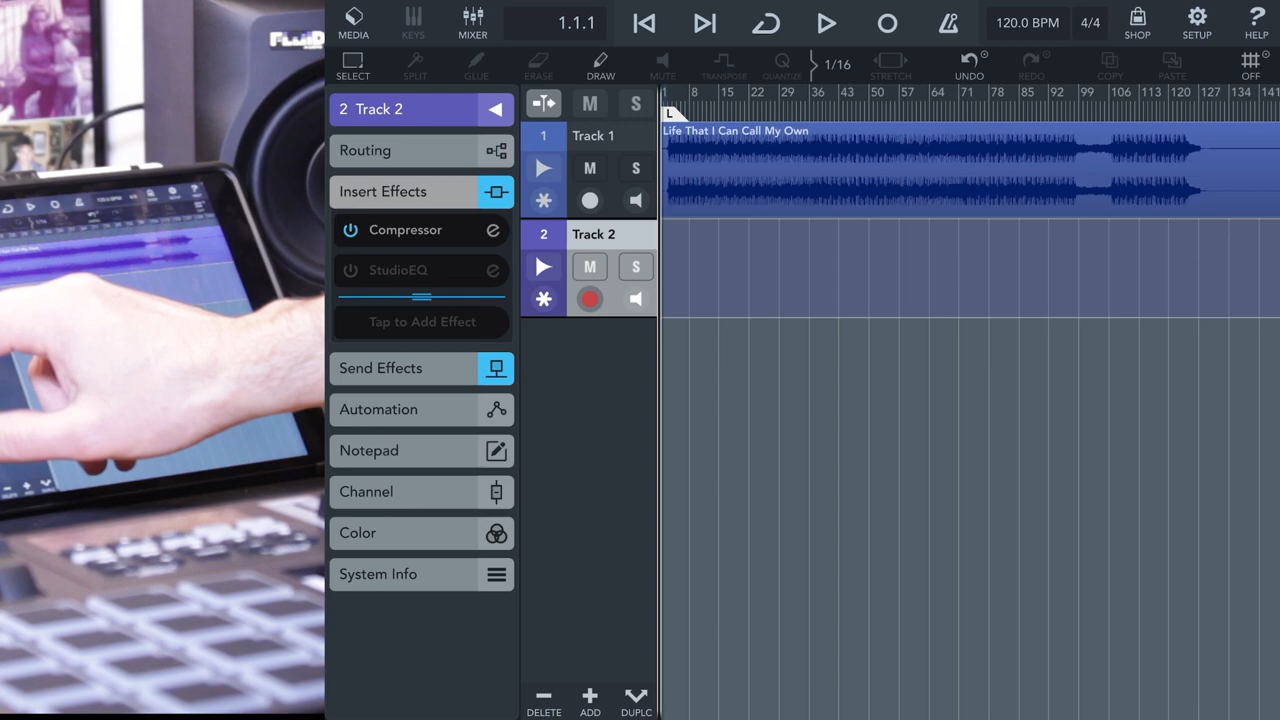 MEDIA
KEYS
MIXER
1.1.1
120.0 BPM
4/4
SHOP
SETUP
?
HELP
SELECT
SPLIT
GLUE
ERASE
DRAW
MUTE
TRANSPOSE
QUANTIZE
1/16
STRETCH
UNDO
REDO
COPY
PASTE
OFF
2 Track 2
M
S
1 8 15 22 29 36 43 50 57 64 71 78 85 92 99 106 113 120 127 134 141
L
Routing
1
Track 1
Life That I Can Call My Own
M
S
Insert Effects
Compressor
StudioEQ
Tap to Add Effect
2
Track 2
M
S
Send Effects
Automation
Notepad
Channel
Color
System Info
DELETE
ADD
DUPLC
FLUID